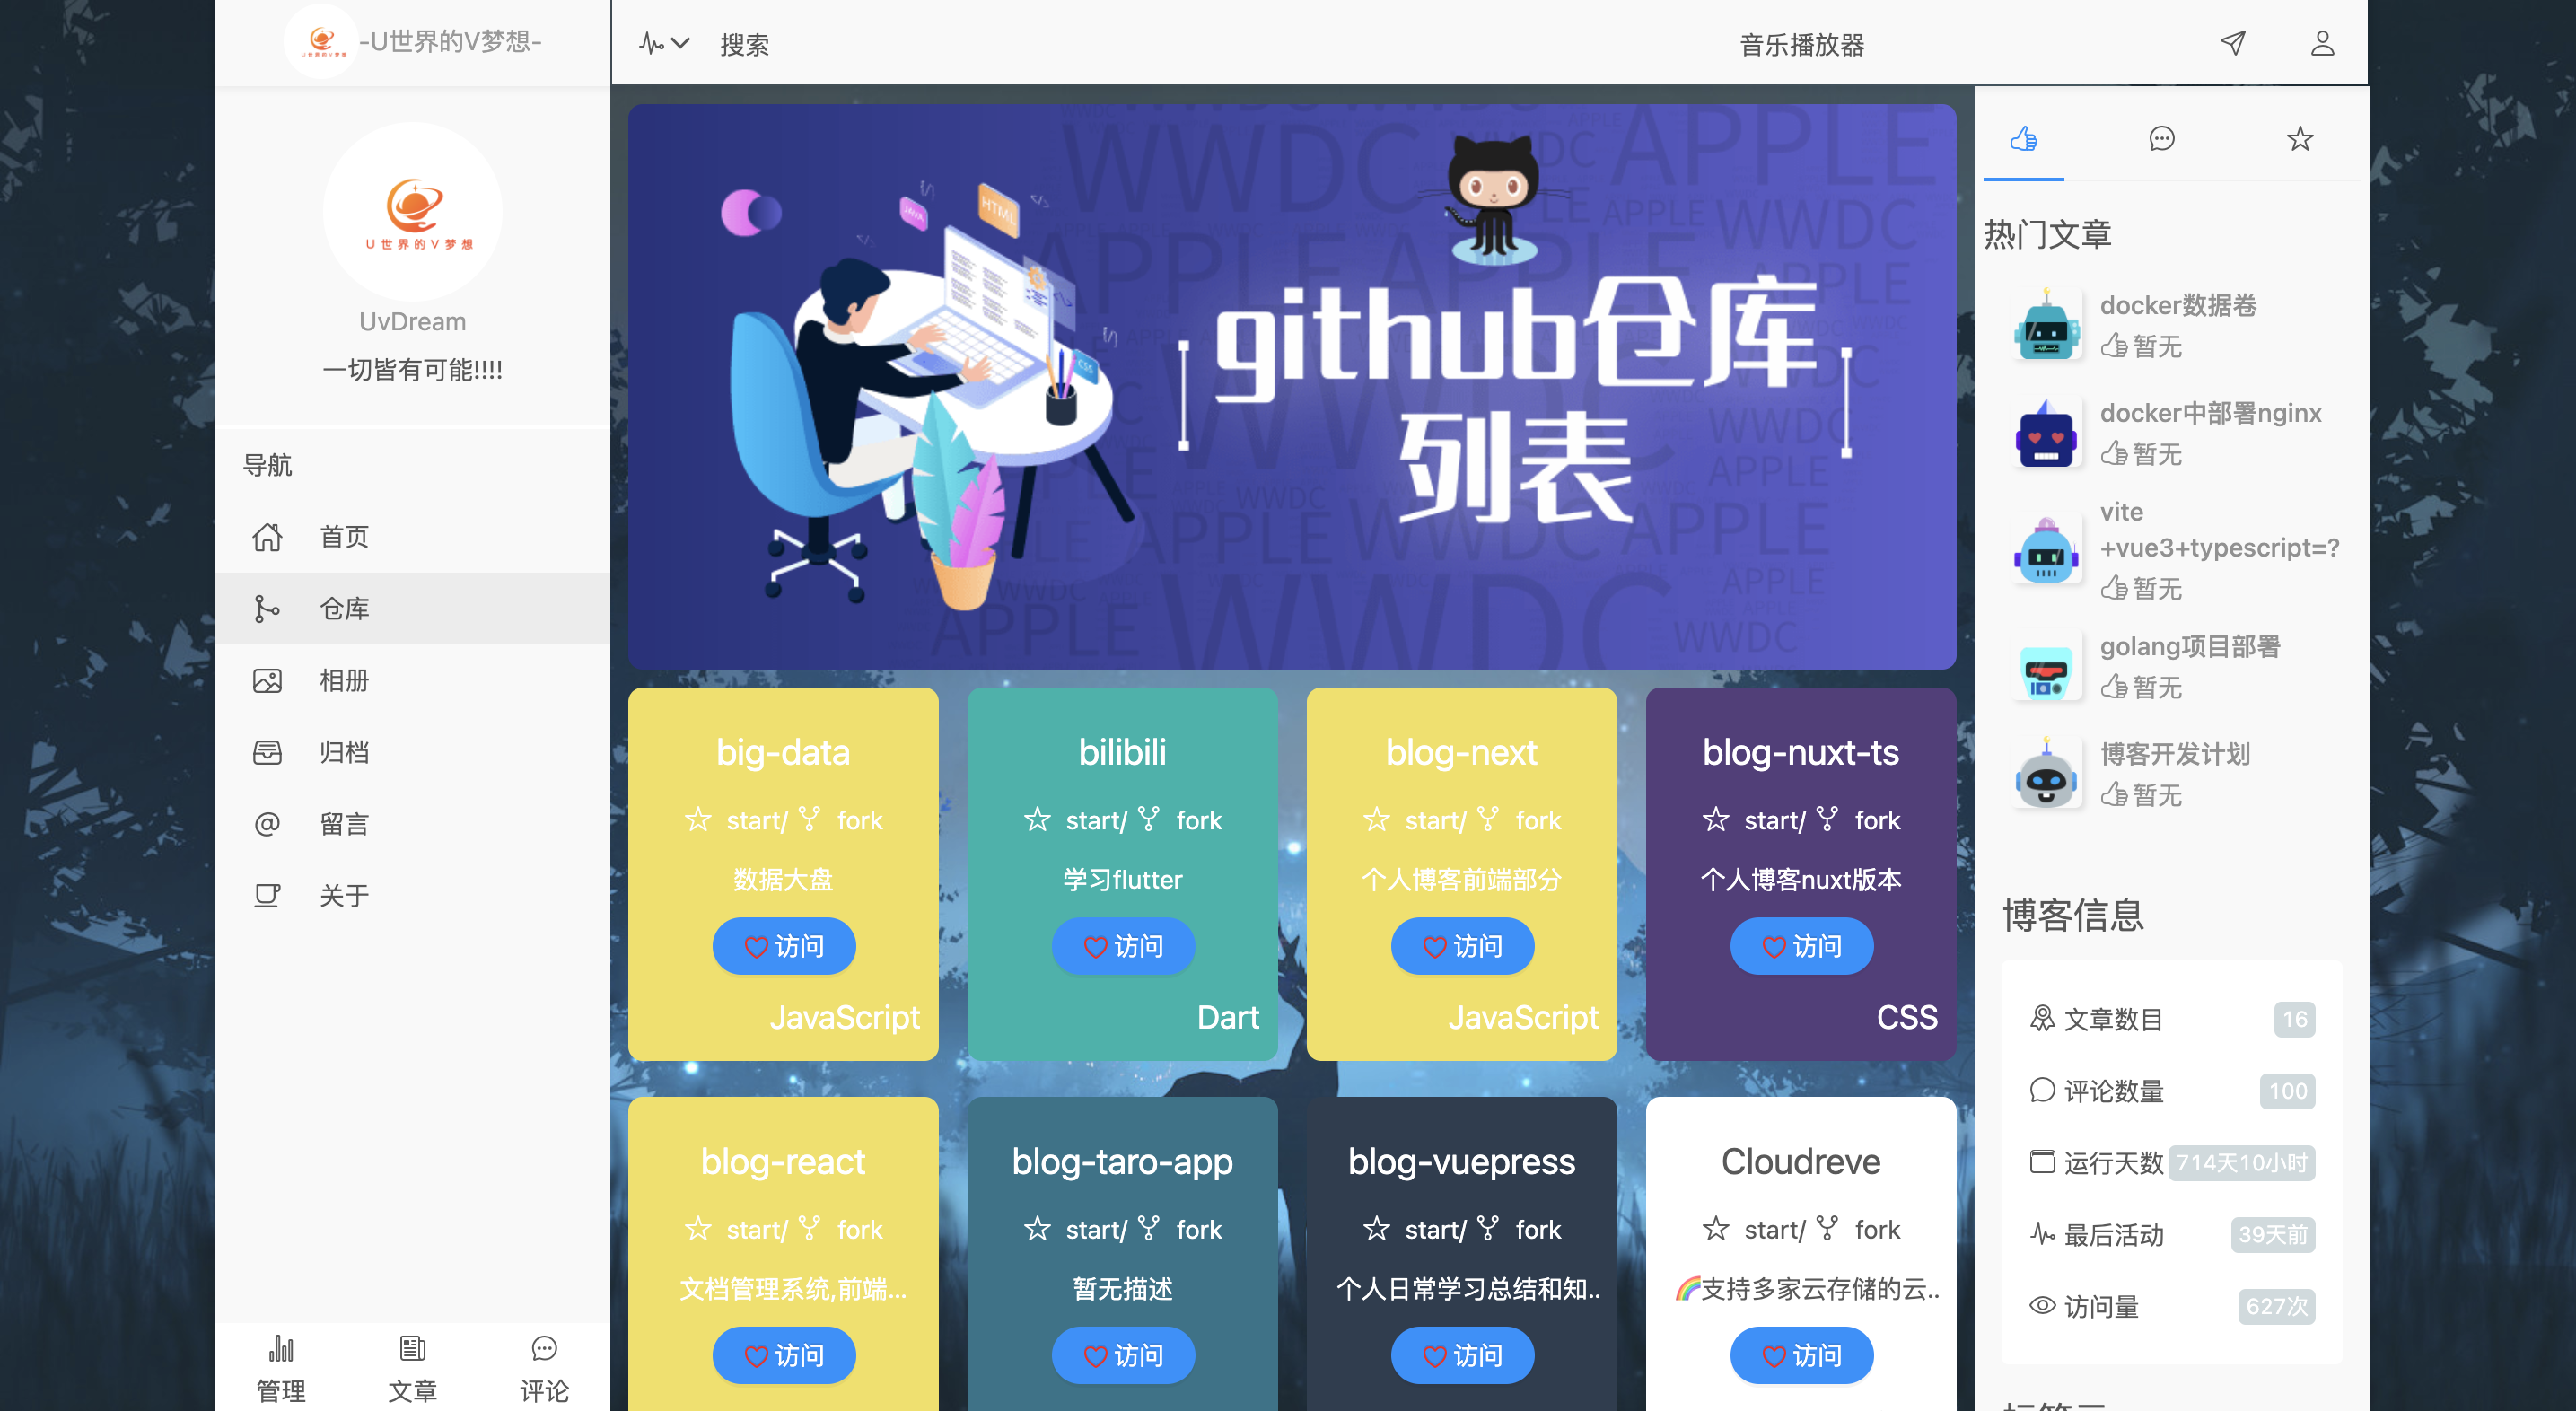 -U世界的V梦想-
搜索
音乐播放器
U世界的V梦想
UvDream
一切皆有可能!!!!
导航
首页
仓库
相册
归档
留言
关于
管理
文章
评论
HTML
CSS
WWDC
APPLE
github仓库
列表
big-data
start/ fork
数据大盘
访问
JavaScript
bilibili
start/ fork
学习flutter
访问
Dart
blog-next
start/ fork
个人博客前端部分
访问
JavaScript
blog-nuxt-ts
start/ fork
个人博客nuxt版本
访问
CSS
blog-react
start/ fork
文档管理系统,前端...
访问
blog-taro-app
start/ fork
暂无描述
访问
blog-vuepress
start/ fork
个人日常学习总结和知..
访问
Cloudreve
start/ fork
🌈支持多家云存储的云..
访问
热门文章
docker数据卷
暂无
docker中部署nginx
暂无
vite
+vue3+typescript=?
暂无
golang项目部署
暂无
博客开发计划
暂无
博客信息
文章数目 16
评论数量 100
运行天数 714天10小时
最后活动 39天前
访问量 627次